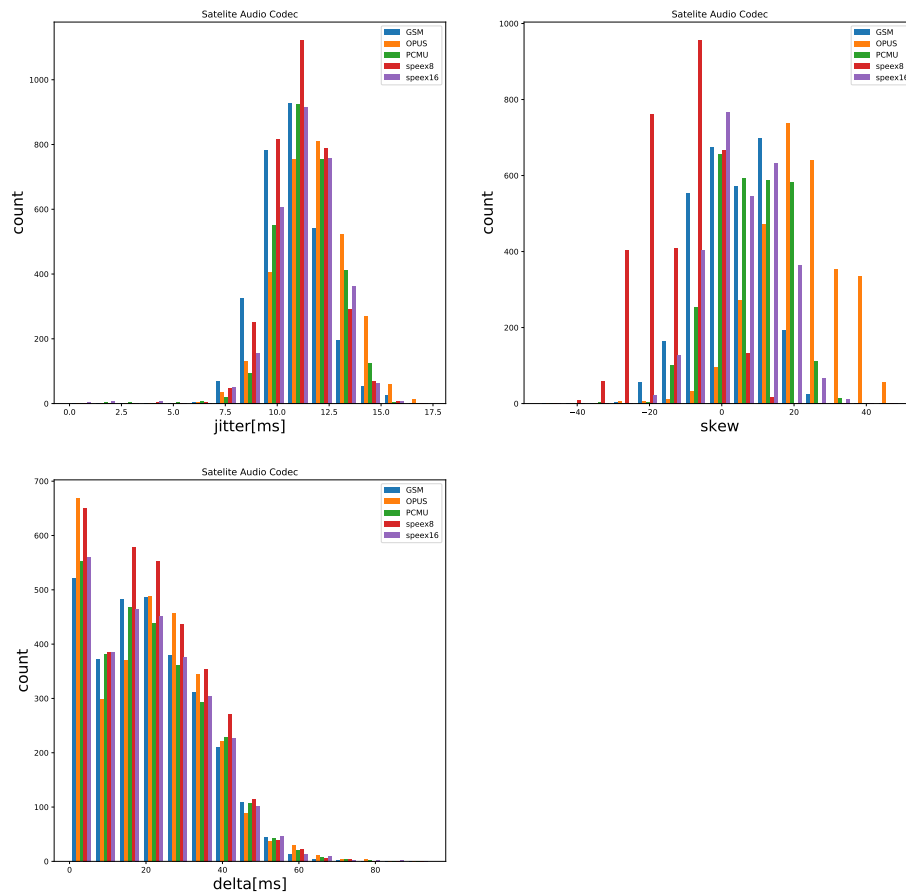 Satelite Audio Codec
GSM
OPUS
PCMU
speex8
speex16
1000
800
600
400
200
0
count
0.0 2.5 5.0 7.5 10.0 12.5 15.0 17.5
jitter[ms]
Satelite Audio Codec
GSM
OPUS
PCMU
speex8
speex16
1000
800
600
400
200
0
count
−40 −20 0 20 40
skew
Satelite Audio Codec
GSM
OPUS
PCMU
speex8
speex16
700
600
500
400
300
200
100
0
count
0 20 40 60 80
delta[ms]